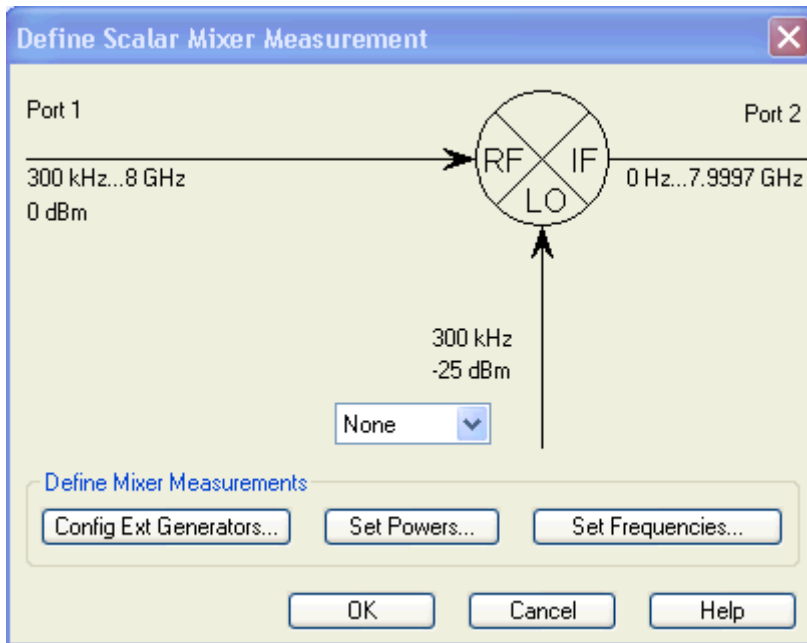 Define Scalar Mixer Measurement
Port 1
Port 2
RF
IF
LO
300 kHz...8 GHz
0 dBm
0 Hz...7.9997 GHz
300 kHz
-25 dBm
None
Define Mixer Measurements
Config Ext Generators...
Set Powers...
Set Frequencies...
OK
Cancel
Help